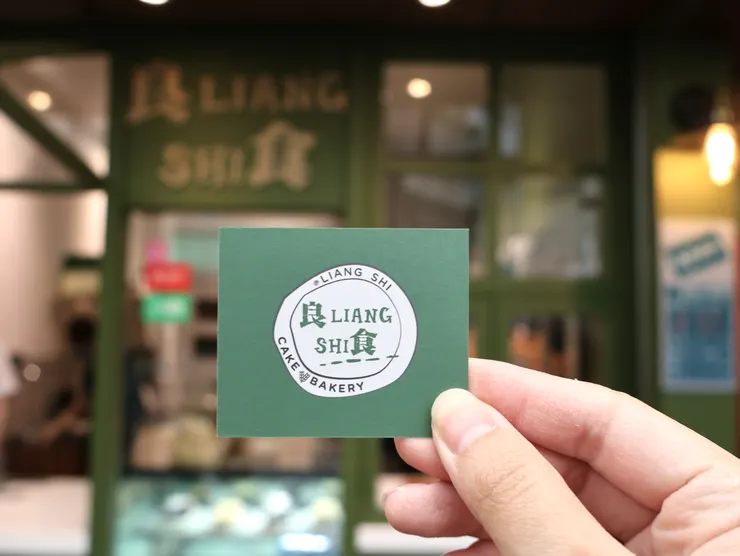 良 LIANG
SHI 食
LIANG SHI
良 LIANG
SHI 食
CAKE BAKERY